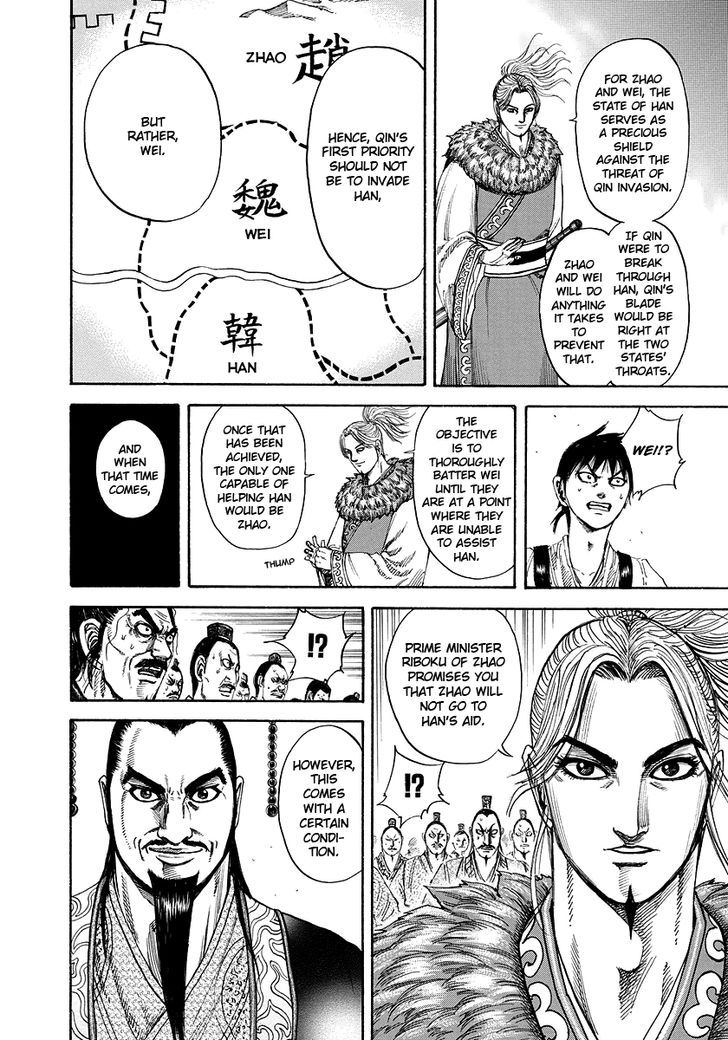 FOR ZHAO
AND WEI, THE
STATE OF HAN
SERVES AS
A PRECIOUS
SHIELD
AGAINST
THE THREAT
OF QIN
INVASION.
IF QIN
WERE TO
BREAK
THROUGH
HAN, QIN'S
BLADE
WOULD BE
RIGHT AT
THE TWO
STATES'
THROATS.
ZHAO
AND WEI
WILL DO
ANYTHING
IT TAKES
TO
PREVENT
THAT.
ZHAO 趙
HENCE, QIN'S
FIRST PRIORITY
SHOULD NOT
BE TO INVADE
HAN,
BUT
RATHER,
WEI.
魏
WEI
韓
HAN
WEI!?
THE
OBJECTIVE
IS TO
THOROUGHLY
BATTER WEI
UNTIL THEY
ARE AT A POINT
WHERE THEY
ARE UNABLE
TO ASSIST
HAN.
ONCE THAT
HAS BEEN
ACHIEVED,
THE ONLY ONE
CAPABLE OF
HELPING HAN
WOULD BE
ZHAO.
THUMP
AND
WHEN
THAT TIME
COMES,
PRIME MINISTER
RIBOKU OF ZHAO
PROMISES YOU
THAT ZHAO WILL
NOT GO TO
HAN'S AID.
!?
!?
HOWEVER,
THIS
COMES
WITH A
CERTAIN
CONDI-
TION.